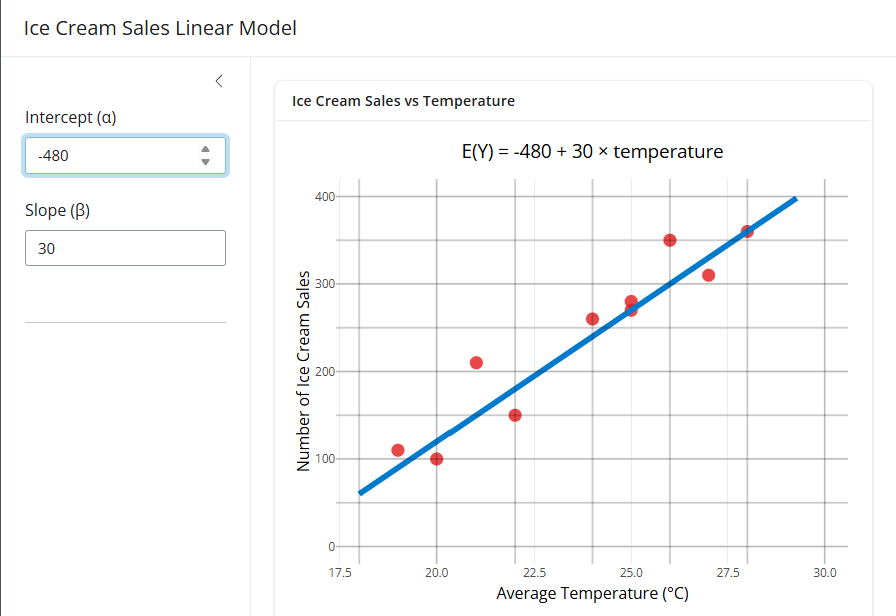 Ice Cream Sales Linear Model
Intercept (α)
-480
Slope (β)
30
Ice Cream Sales vs Temperature
E(Y) = -480 + 30 × temperature
Number of Ice Cream Sales
400
300
200
100
0
17.5 20.0 22.5 25.0 27.5 30.0
Average Temperature (°C)